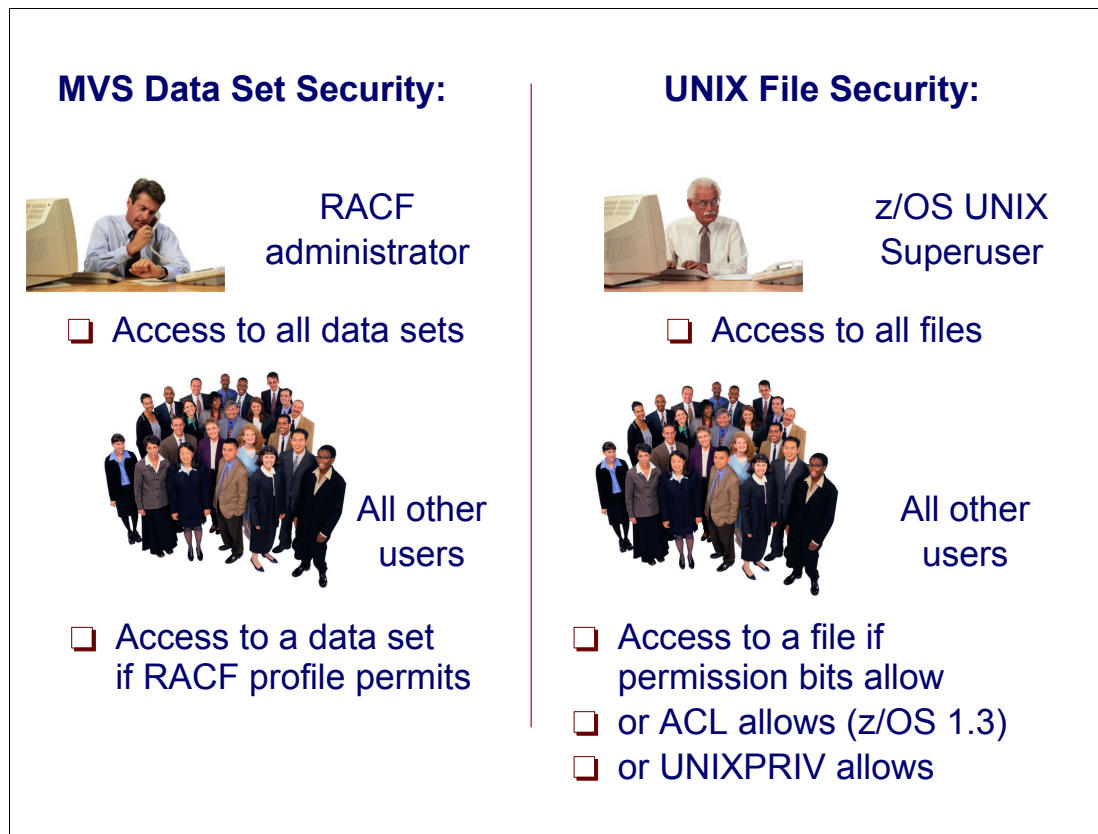 MVS Data Set Security:
RACF
administrator
Access to all data sets
All other
users
Access to a data set
if RACF profile permits
UNIX File Security:
z/OS UNIX
Superuser
Access to all files
All other
users
Access to a file if
permission bits allow
or ACL allows (z/OS 1.3)
or UNIXPRIV allows